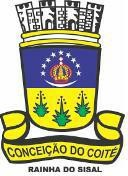 CONCEIÇÃO DO COITÉ
RAINHA DO SISAL